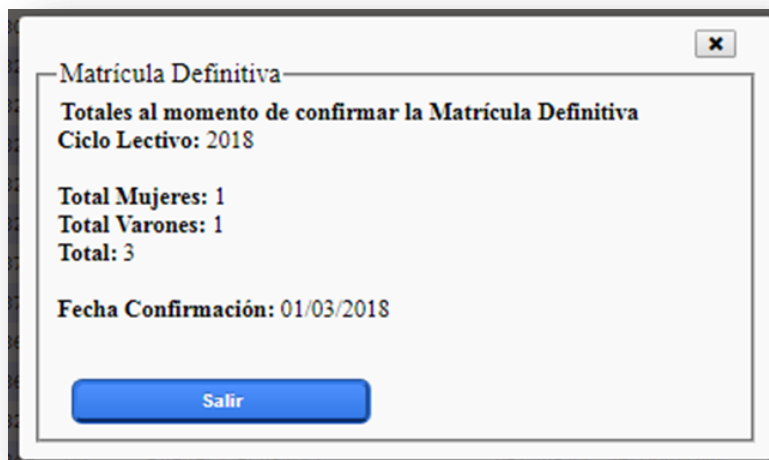 Matrícula Definitiva
Totales al momento de confirmar la Matrícula Definitiva
Ciclo Lectivo: 2018
Total Mujeres: 1
Total Varones: 1
Total: 3
Fecha Confirmación: 01/03/2018
Salir